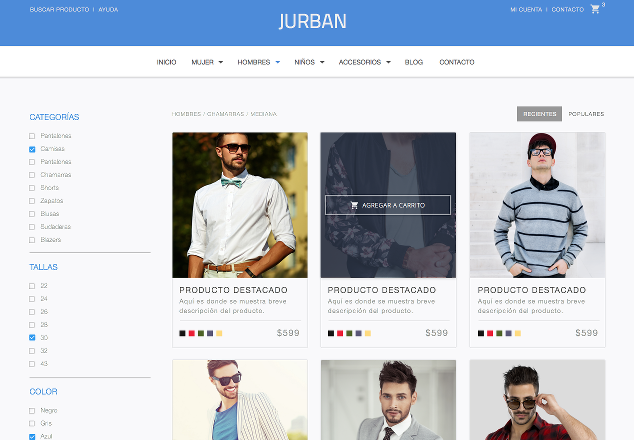 BUSCAR PRODUCTO | AYUDA
JURBAN
MI CUENTA | CONTACTO 3
INICIO MUJER HOMBRES NIÑOS ACCESORIOS BLOG CONTACTO
CATEGORÍAS
Pantalones
Camisas
Pantalones
Chamarras
Shorts
Zapatos
Blusas
Sudaderas
Blazers
TALLAS
22
24
26
28
30
32
43
COLOR
Negro
Gris
Azul
HOMBRES / CHAMARRAS / MEDIANA
RECIENTES POPULARES
PRODUCTO DESTACADO
Aquí es donde se muestra breve
descripción del producto.
$599
AGREGAR A CARRITO
PRODUCTO DESTACADO
Aquí es donde se muestra breve
descripción del producto.
$599
PRODUCTO DESTACADO
Aquí es donde se muestra breve
descripción del producto.
$599